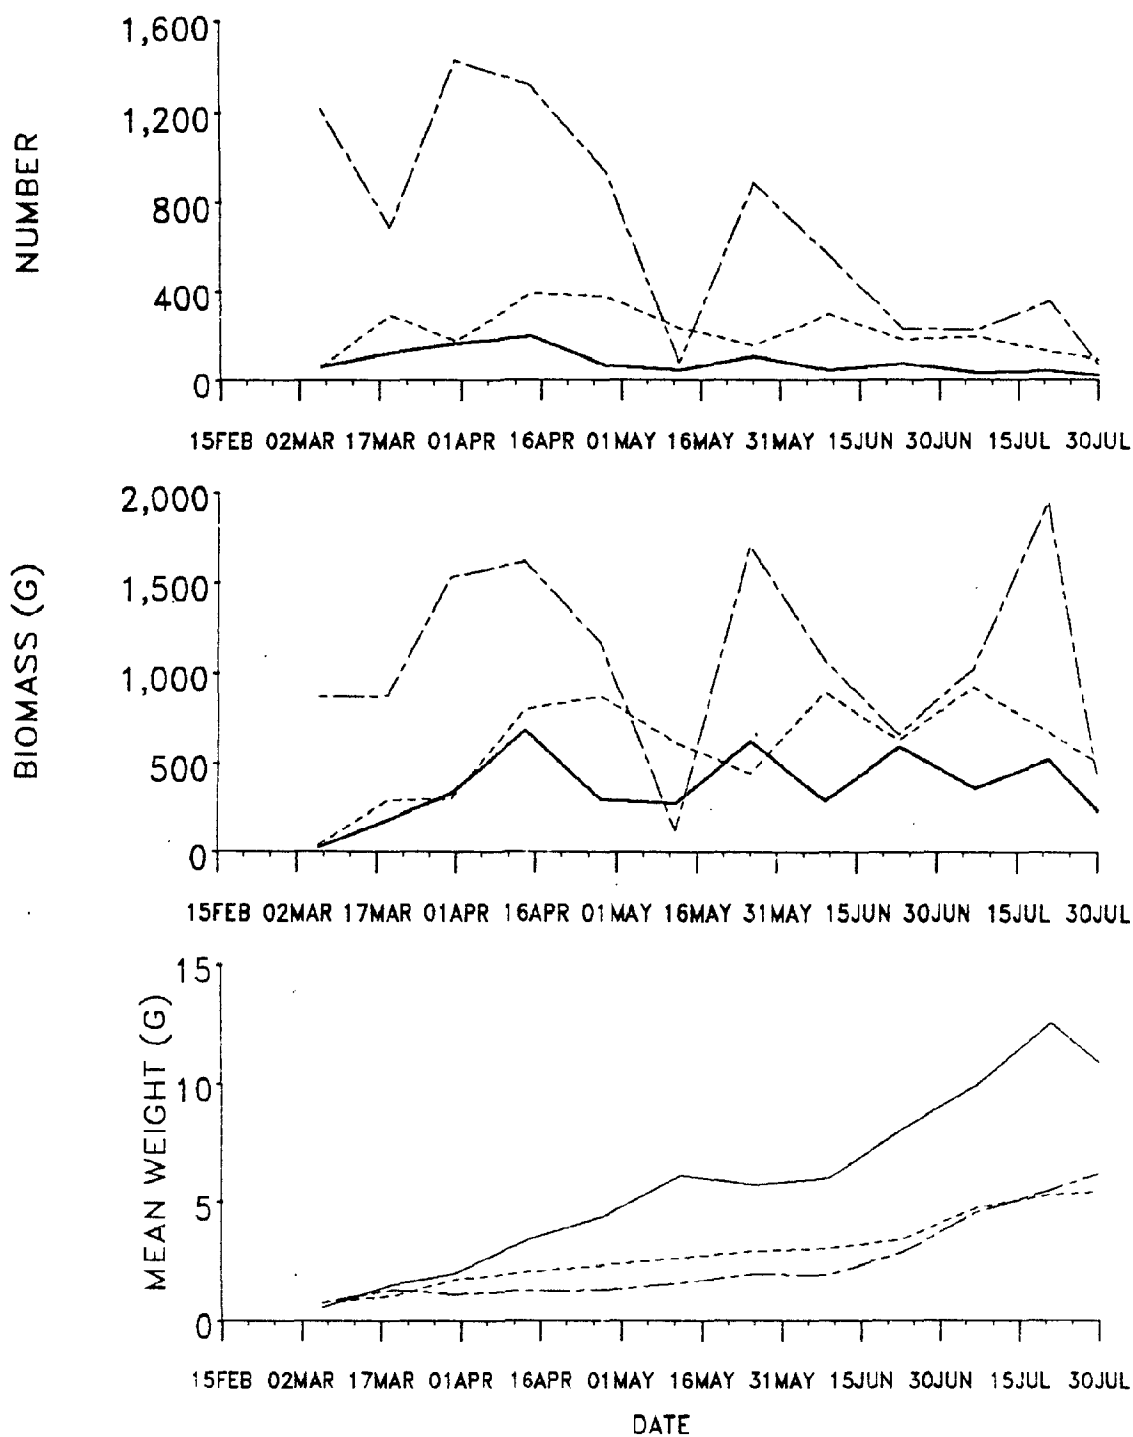 NUMBER
1,600
1,200
800
400
0
15FEB 02MAR 17MAR 01APR 16APR 01MAY 16MAY 31MAY 15JUN 30JUN 15JUL 30JUL
BIOMASS (G)
2,000
1,500
1,000
500
0
15FEB 02MAR 17MAR 01APR 16APR 01MAY 16MAY 31MAY 15JUN 30JUN 15JUL 30JUL
MEAN WEIGHT (G)
15
10
5
0
15FEB 02MAR 17MAR 01APR 16APR 01MAY 16MAY 31MAY 15JUN 30JUN 15JUL 30JUL
DATE